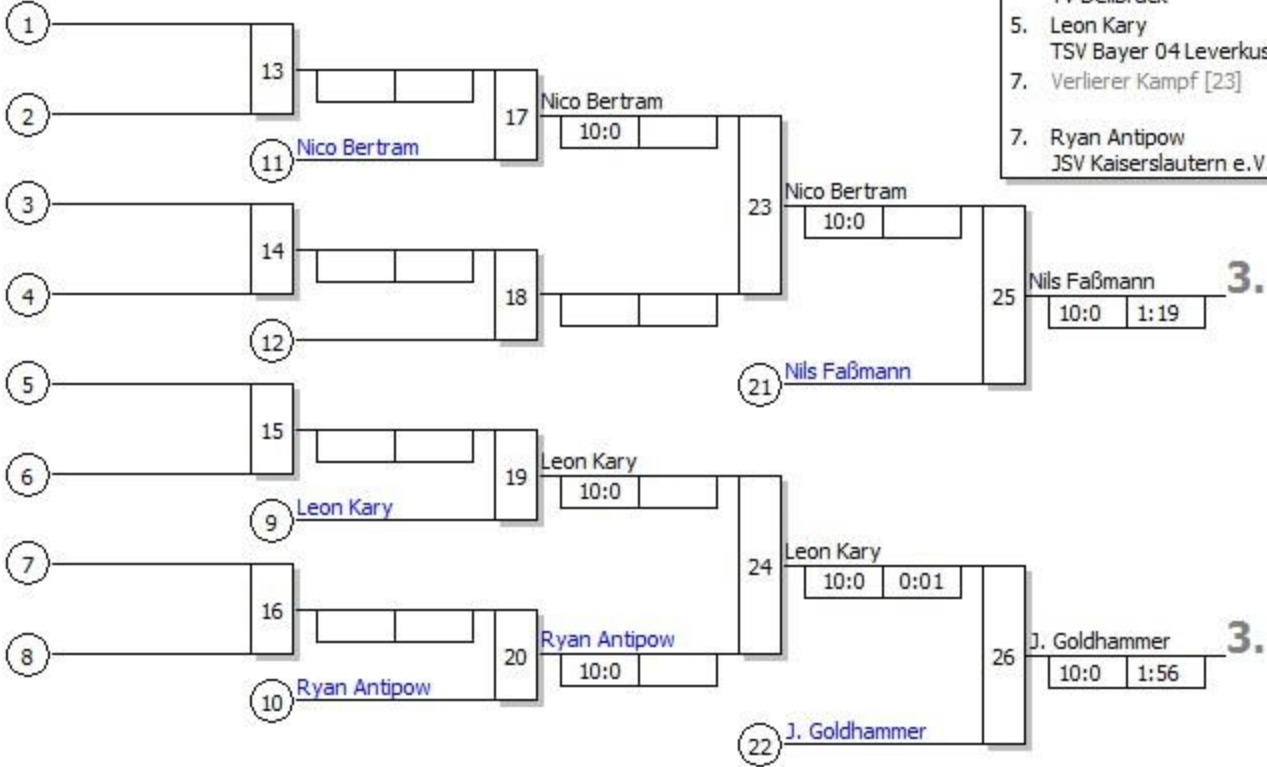 5. Leon Kary
TSV Bayer 04 Leverkus
7. Verlierer Kampf [23]
7. Ryan Antipow
JSV Kaiserslautern e.V.
1
13
2
17
Nico Bertram
10:0
11
Nico Bertram
3
23
Nico Bertram
10:0
14
4
18
25
Nils Faßmann
3.
10:0 1:19
12
5
21
Nils Faßmann
15
6
19
Leon Kary
10:0
9
Leon Kary
7
24
Leon Kary
10:0 0:01
16
8
20
Ryan Antipow
10:0
26
J. Goldhammer
3.
10:0 1:56
10
Ryan Antipow
22
J. Goldhammer